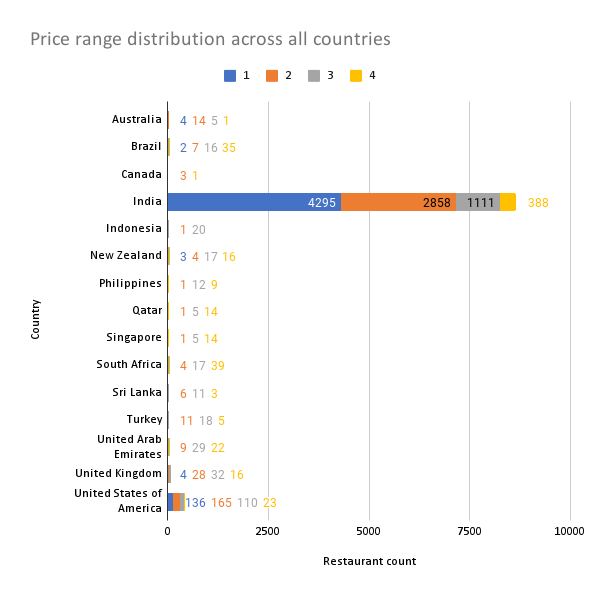 Price range distribution across all countries
1 2 3 4
Australia 4 14 5 1
Brazil 2 7 16 35
Canada 3 1
India 4295 2858 1111 388
Indonesia 1 20
New Zealand 3 4 17 16
Philippines 1 12 9
Qatar 1 5 14
Singapore 1 5 14
South Africa 4 17 39
Sri Lanka 6 11 3
Turkey 11 18 5
United Arab
Emirates 9 29 22
United Kingdom 4 28 32 16
United States of
America 136 165 110 23
Country
0 2500 5000 7500 10000
Restaurant count